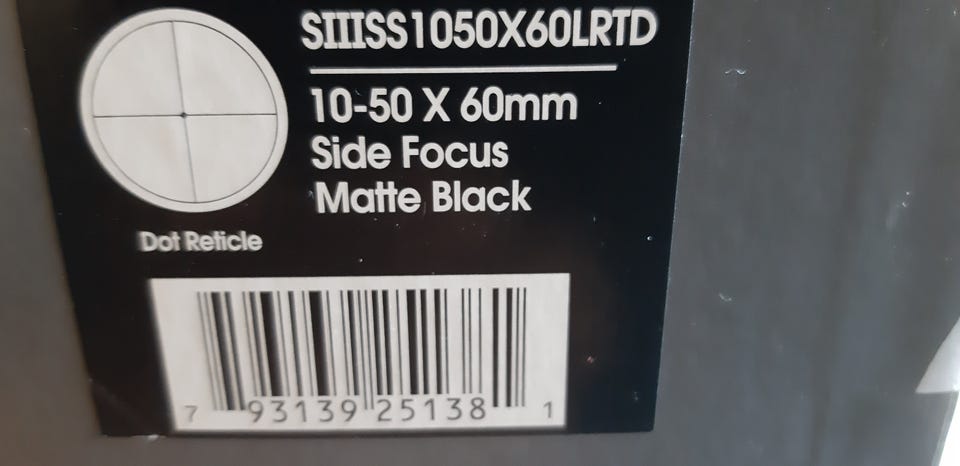 SIIISS1050X60LRTD
10-50 X 60mm
Side Focus
Matte Black
Dot Reticle
7 93139 25138 1